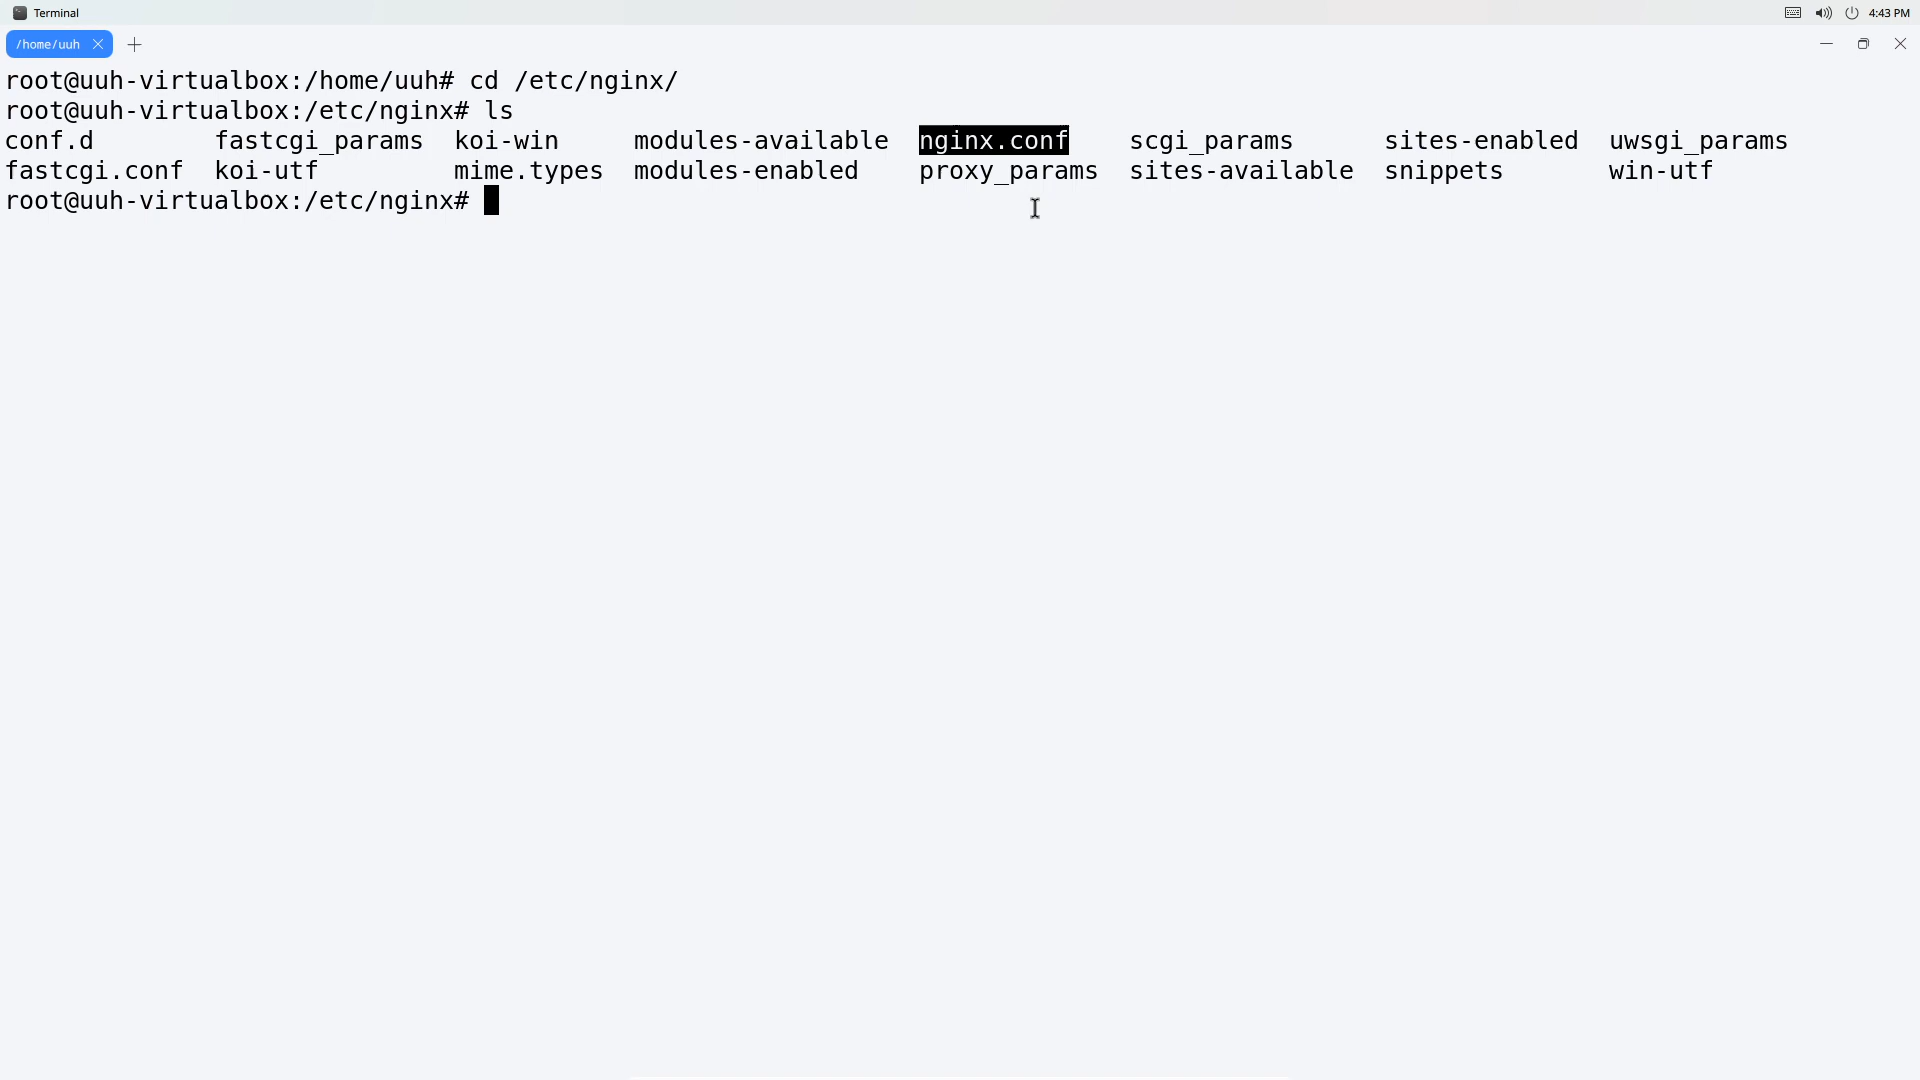 Terminal
4:43 PM
/home/uuh
root@uuh-virtualbox:/home/uuh# cd /etc/nginx/
root@uuh-virtualbox:/etc/nginx# ls
conf.d        fastcgi_params  koi-win     modules-available  nginx.conf    scgi_params      sites-enabled  uwsgi_params
fastcgi.conf  koi-utf         mime.types  modules-enabled    proxy_params  sites-available  snippets       win-utf
root@uuh-virtualbox:/etc/nginx#